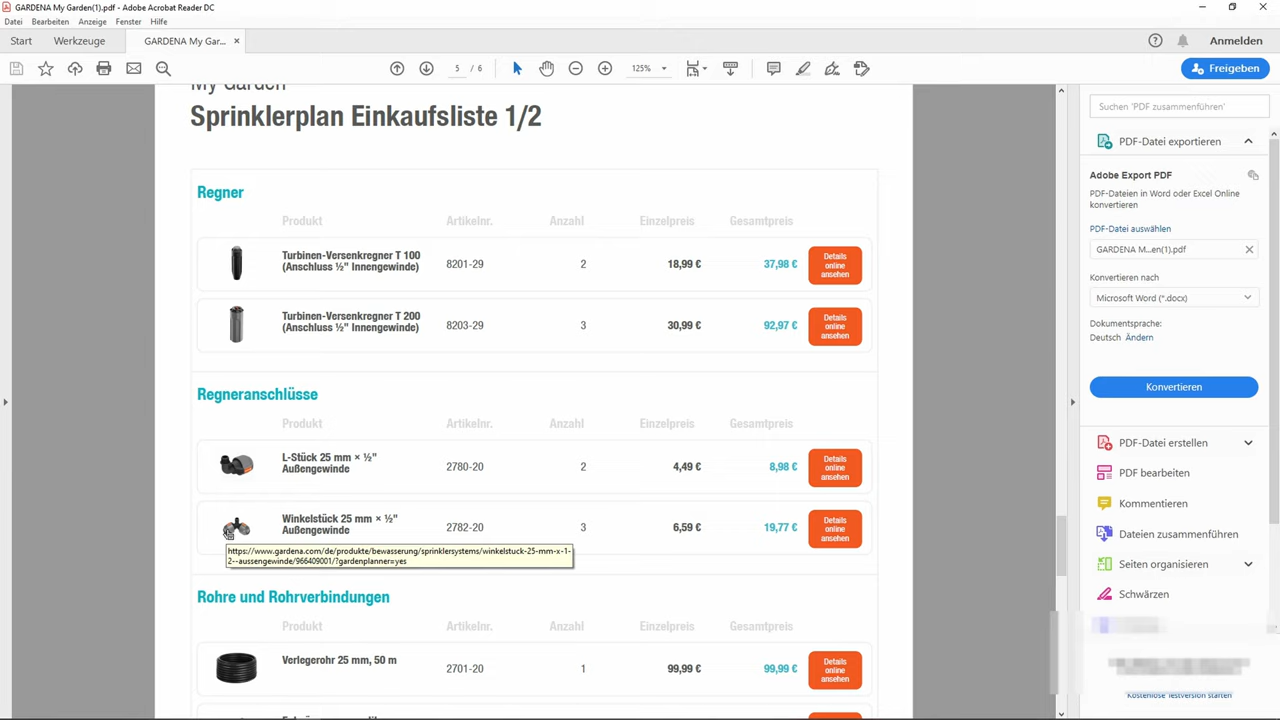 GARDENA My Garden(1).pdf - Adobe Acrobat Reader DC
Datei Bearbeiten Anzeige Fenster Hilfe
Start Werkzeuge GARDENA My Gar... × Anmelden
5 / 6 125% Freigeben
My Garden
Sprinklerplan Einkaufsliste 1/2
Regner
Produkt Artikelnr. Anzahl Einzelpreis Gesamtpreis
Turbinen-Versenkregner T 100
(Anschluss ½" Innengewinde)
8201-29 2 18,99 € 37,98 €
Details
online
ansehen
Turbinen-Versenkregner T 200
(Anschluss ½" Innengewinde)
8203-29 3 30,99 € 92,97 €
Details
online
ansehen
Regneranschlüsse
Produkt Artikelnr. Anzahl Einzelpreis Gesamtpreis
L-Stück 25 mm × ½"
Außengewinde
2780-20 2 4,49 € 8,98 €
Details
online
ansehen
Winkelstück 25 mm × ½"
Außengewinde
2782-20 3 6,59 € 19,77 €
Details
online
ansehen
https://www.gardena.com/de/produkte/bewasserung/sprinklersystems/winkelstuck-25-mm-x-1-
2--aussengewinde/966409001/?gardenplanner=yes
Rohre und Rohrverbindungen
Produkt Artikelnr. Anzahl Einzelpreis Gesamtpreis
Verlegerohr 25 mm, 50 m
2701-20 1 99,99 € 99,99 €
Details
online
ansehen
Details
Suchen 'PDF zusammenführen'
PDF-Datei exportieren
Adobe Export PDF
PDF-Dateien in Word oder Excel Online
konvertieren
PDF-Datei auswählen
GARDENA M...en(1).pdf
Konvertieren nach
Microsoft Word (*.docx)
Dokumentsprache:
Deutsch Ändern
Konvertieren
PDF-Datei erstellen
PDF bearbeiten
Kommentieren
Dateien zusammenführen
Seiten organisieren
Schwärzen
Kostenlose Testversion starten